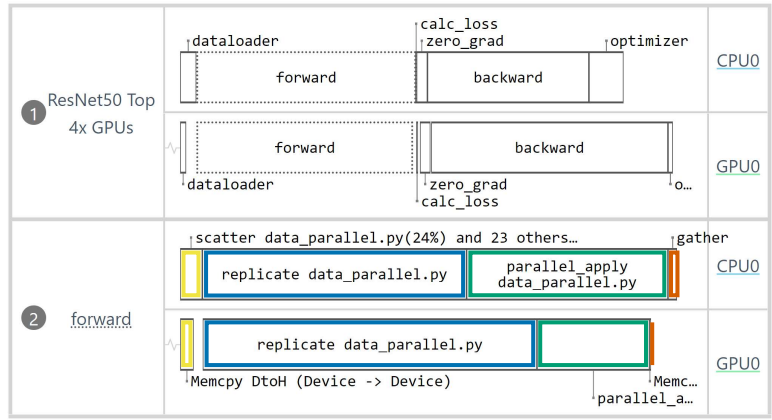 calc_loss
dataloader
zero_grad
optimizer
forward
backward
CPU0
1
ResNet50 Top
4x GPUs
forward
backward
GPU0
dataloader
zero_grad
o…
calc_loss
scatter data_parallel.py(24%) and 23 others…
gather
replicate data_parallel.py
parallel_apply
data_parallel.py
CPU0
2
forward
replicate data_parallel.py
GPU0
Memcpy DtoH (Device -> Device)
Memc…
parallel_a…